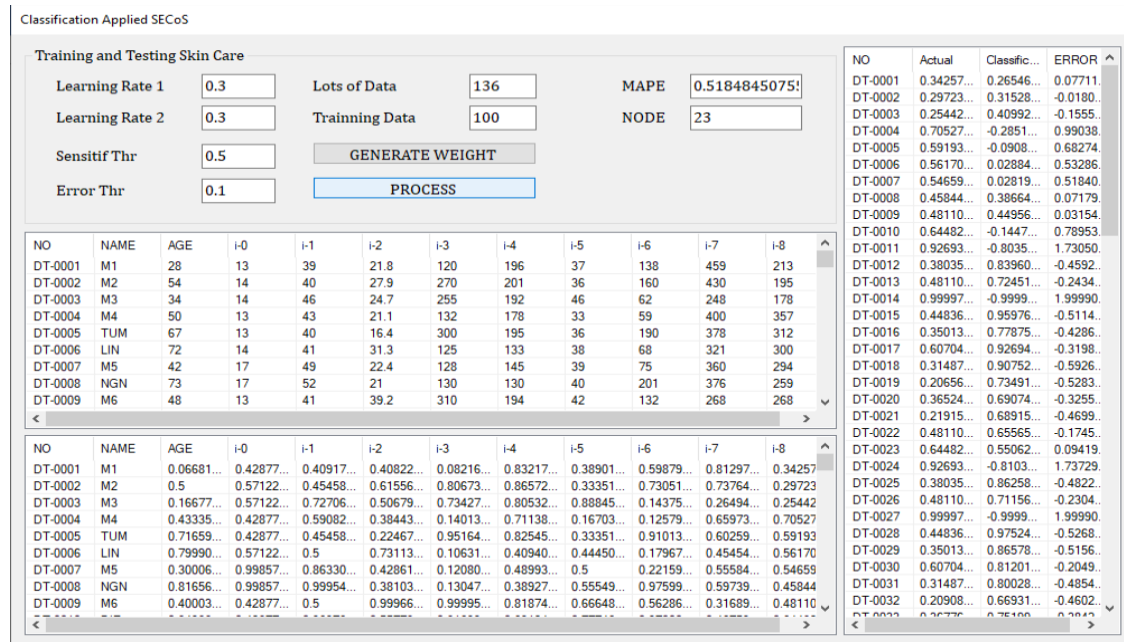 Classification Applied SECoS
Training and Testing Skin Care
Learning Rate 1 0.3 Lots of Data 136 MAPE 0.5184845075
Learning Rate 2 0.3 Trainning Data 100 NODE 23
Sensitif Thr 0.5 GENERATE WEIGHT
Error Thr 0.1 PROCESS
NO NAME AGE i-0 i-1 i-2 i-3 i-4 i-5 i-6 i-7 i-8
DT-0001 M1 28 13 39 21.8 120 196 37 138 459 213
DT-0002 M2 54 14 40 27.9 270 201 36 160 430 195
DT-0003 M3 34 14 46 24.7 255 192 46 62 248 178
DT-0004 M4 50 13 43 21.1 132 178 33 59 400 357
DT-0005 TUM 67 13 40 16.4 300 195 36 190 378 312
DT-0006 LIN 72 14 41 31.3 125 133 38 68 321 300
DT-0007 M5 42 17 49 22.4 128 145 39 75 360 294
DT-0008 NGN 73 17 52 21 130 130 40 201 376 259
DT-0009 M6 48 13 41 39.2 310 194 42 132 268 268
NO NAME AGE i-0 i-1 i-2 i-3 i-4 i-5 i-6 i-7 i-8
DT-0001 M1 0.06681... 0.42877... 0.40917... 0.40822... 0.08216... 0.83217... 0.38901... 0.59879... 0.81297... 0.34257
DT-0002 M2 0.5 0.57122... 0.45458... 0.61556... 0.80673... 0.86572... 0.33351... 0.73051... 0.73764... 0.29723
DT-0003 M3 0.16677... 0.57122... 0.72706... 0.50679... 0.73427... 0.80532... 0.88845... 0.14375... 0.26494... 0.25442
DT-0004 M4 0.43335... 0.42877... 0.59082... 0.38443... 0.14013... 0.71138... 0.16703... 0.12579... 0.65973... 0.70527
DT-0005 TUM 0.71659... 0.42877... 0.45458... 0.22467... 0.95164... 0.82545... 0.33351... 0.91013... 0.60259... 0.59193
DT-0006 LIN 0.79990... 0.57122... 0.5 0.73113... 0.10631... 0.40940... 0.44450... 0.17967... 0.45454... 0.56170
DT-0007 M5 0.30006... 0.99857... 0.86330... 0.42861... 0.12080... 0.48993... 0.5 0.22159... 0.55584... 0.54659
DT-0008 NGN 0.81656... 0.99857... 0.99954... 0.38103... 0.13047... 0.38927... 0.55549... 0.97599... 0.59739... 0.45844
DT-0009 M6 0.40003... 0.42877... 0.5 0.99966... 0.99995... 0.81874... 0.66648... 0.56286... 0.31689... 0.48110
NO Actual Classific... ERROR
DT-0001 0.34257... 0.26546... 0.07711.
DT-0002 0.29723... 0.31528... -0.0180..
DT-0003 0.25442... 0.40992... -0.1555..
DT-0004 0.70527... -0.2851... 0.99038.
DT-0005 0.59193... -0.0908... 0.68274.
DT-0006 0.56170... 0.02884... 0.53286.
DT-0007 0.54659... 0.02819... 0.51840.
DT-0008 0.45844... 0.38664... 0.07179.
DT-0009 0.48110... 0.44956... 0.03154.
DT-0010 0.64482... -0.1447... 0.78953.
DT-0011 0.92693... -0.8035... 1.73050.
DT-0012 0.38035... 0.83960... -0.4592..
DT-0013 0.48110... 0.72451... -0.2434..
DT-0014 0.99997... -0.9999... 1.99990.
DT-0015 0.44836... 0.95976... -0.5114..
DT-0016 0.35013... 0.77875... -0.4286..
DT-0017 0.60704... 0.92694... -0.3198..
DT-0018 0.31487... 0.90752... -0.5926..
DT-0019 0.20656... 0.73491... -0.5283..
DT-0020 0.36524... 0.69074... -0.3255..
DT-0021 0.21915... 0.68915... -0.4699..
DT-0022 0.48110... 0.65565... -0.1745..
DT-0023 0.64482... 0.55062... 0.09419.
DT-0024 0.92693... -0.8103... 1.73729.
DT-0025 0.38035... 0.86258... -0.4822..
DT-0026 0.48110... 0.71156... -0.2304..
DT-0027 0.99997... -0.9999... 1.99990.
DT-0028 0.44836... 0.97524... -0.5268..
DT-0029 0.35013... 0.86578... -0.5156..
DT-0030 0.60704... 0.81201... -0.2049..
DT-0031 0.31487... 0.80028... -0.4854..
DT-0032 0.20908... 0.66931... -0.4602..